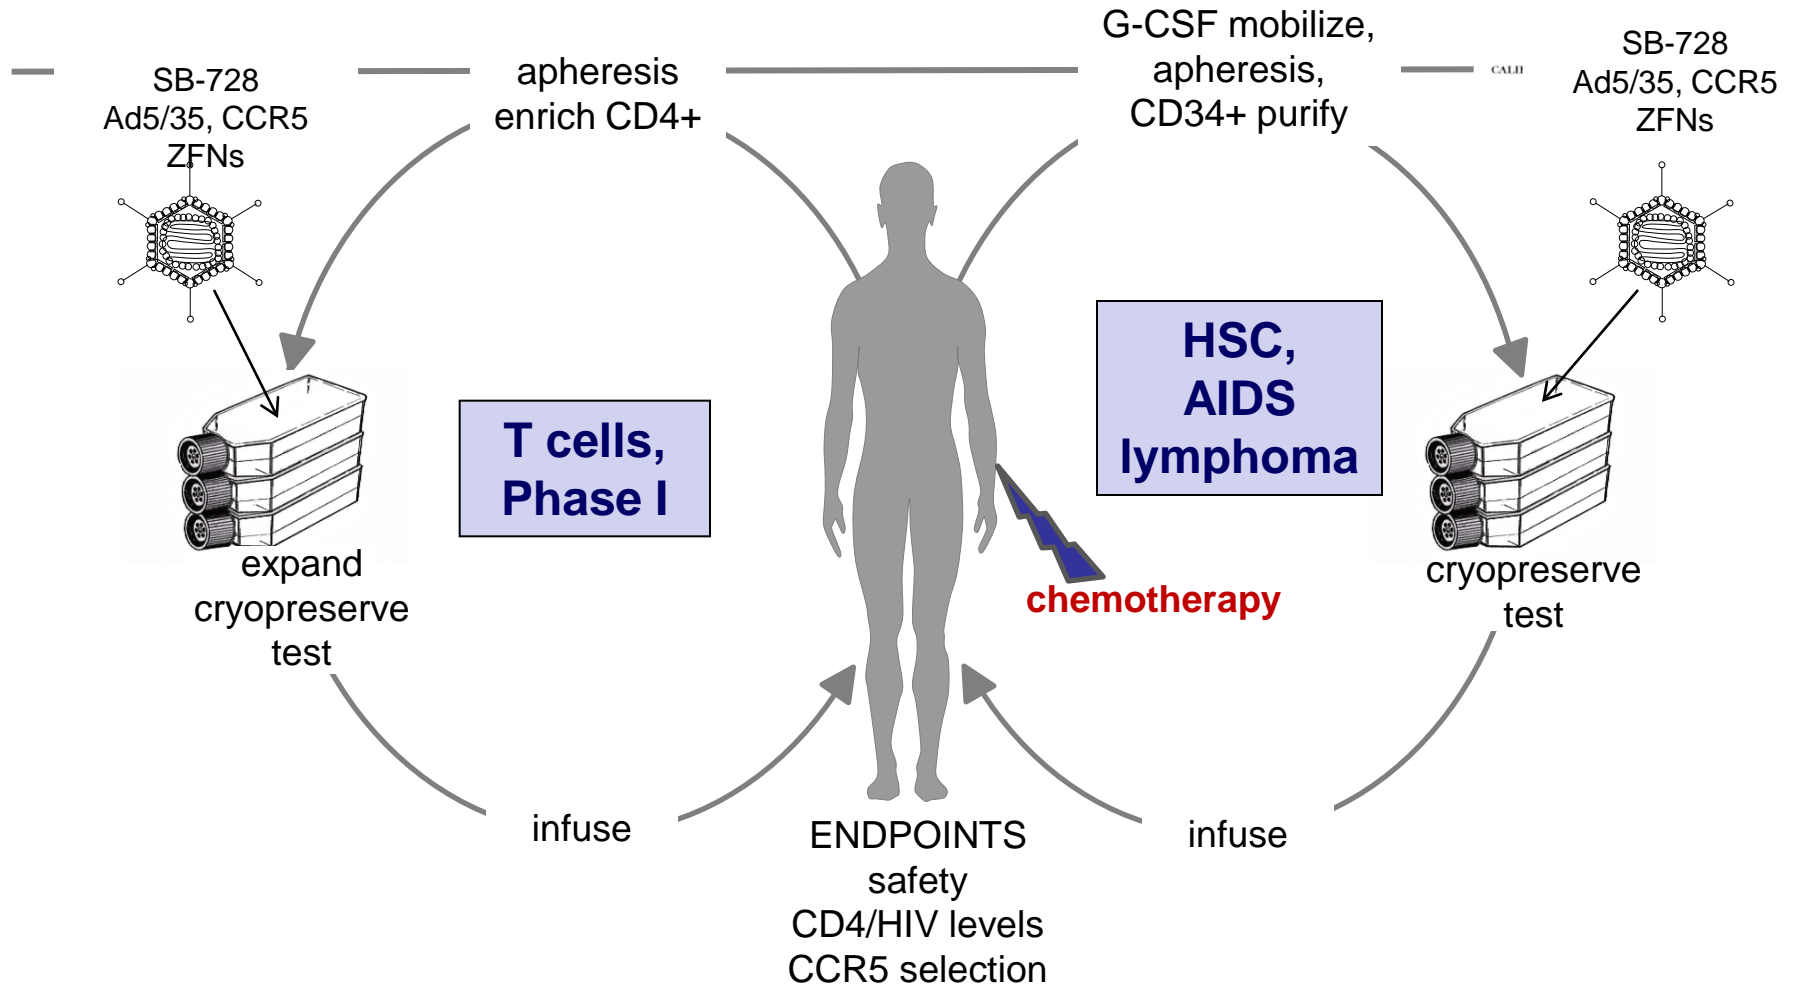 SB-728
Ad5/35, CCR5
ZFNs
apheresis
enrich CD4+
G-CSF mobilize,
apheresis,
CD34+ purify
SB-728
Ad5/35, CCR5
ZFNs
T cells,
Phase I
HSC,
AIDS
lymphoma
chemotherapy
expand
cryopreserve
test
cryopreserve
test
infuse
infuse
ENDPOINTS
safety
CD4/HIV levels
CCR5 selection